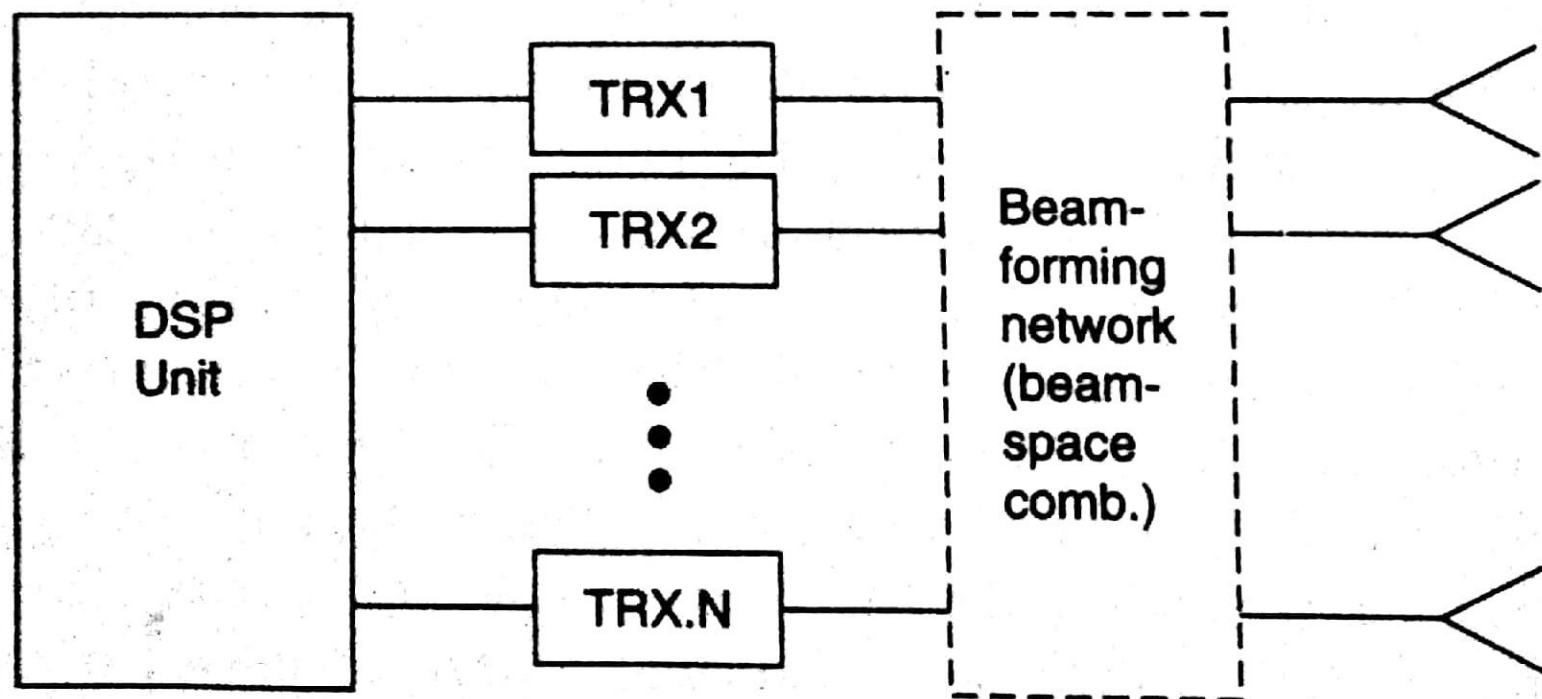 DSP
Unit
TRX1
TRX2
TRX.N
Beam-
forming
network
(beam-
space
comb.)